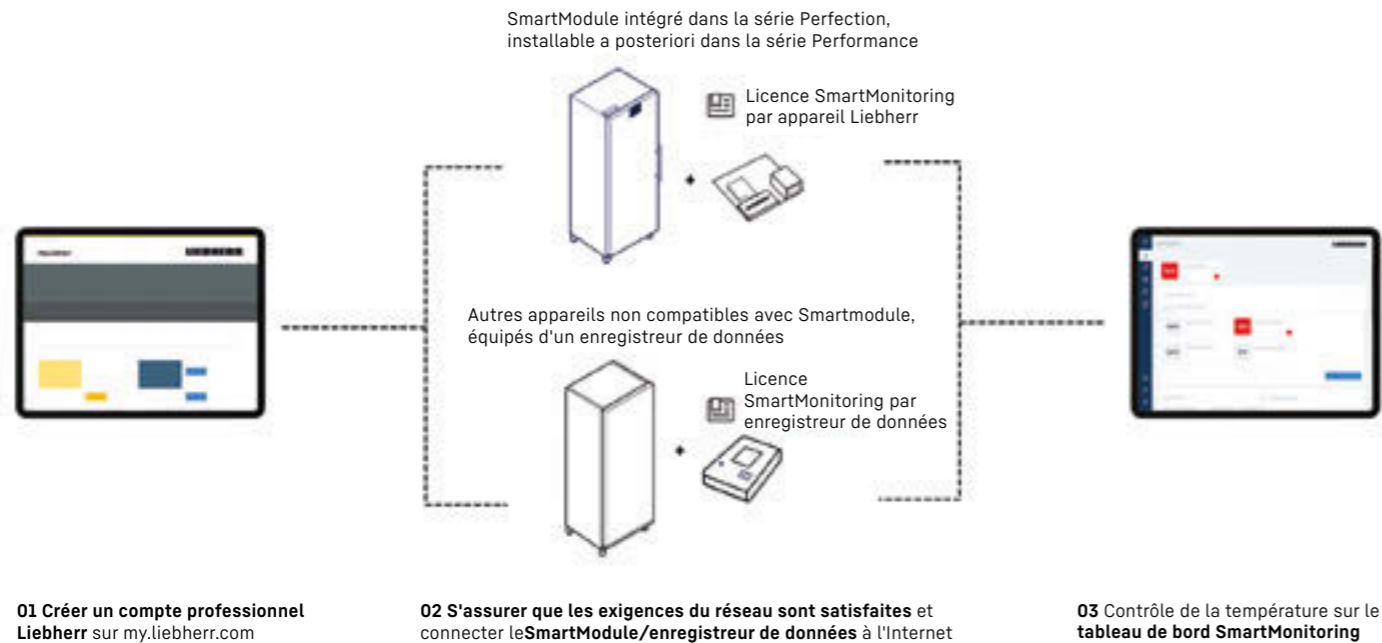 SmartModule intégré dans la série Perfection,
installable a posteriori dans la série Performance
Licence SmartMonitoring
par appareil Liebherr
Autres appareils non compatibles avec Smartmodule,
équipés d'un enregistreur de données
Licence
SmartMonitoring par
enregistreur de données
01 Créer un compte professionnel
Liebherr sur my.liebherr.com
02 S'assurer que les exigences du réseau sont satisfaites et
connecter leSmartModule/enregistreur de données à l'Internet
03 Contrôle de la température sur le
tableau de bord SmartMonitoring